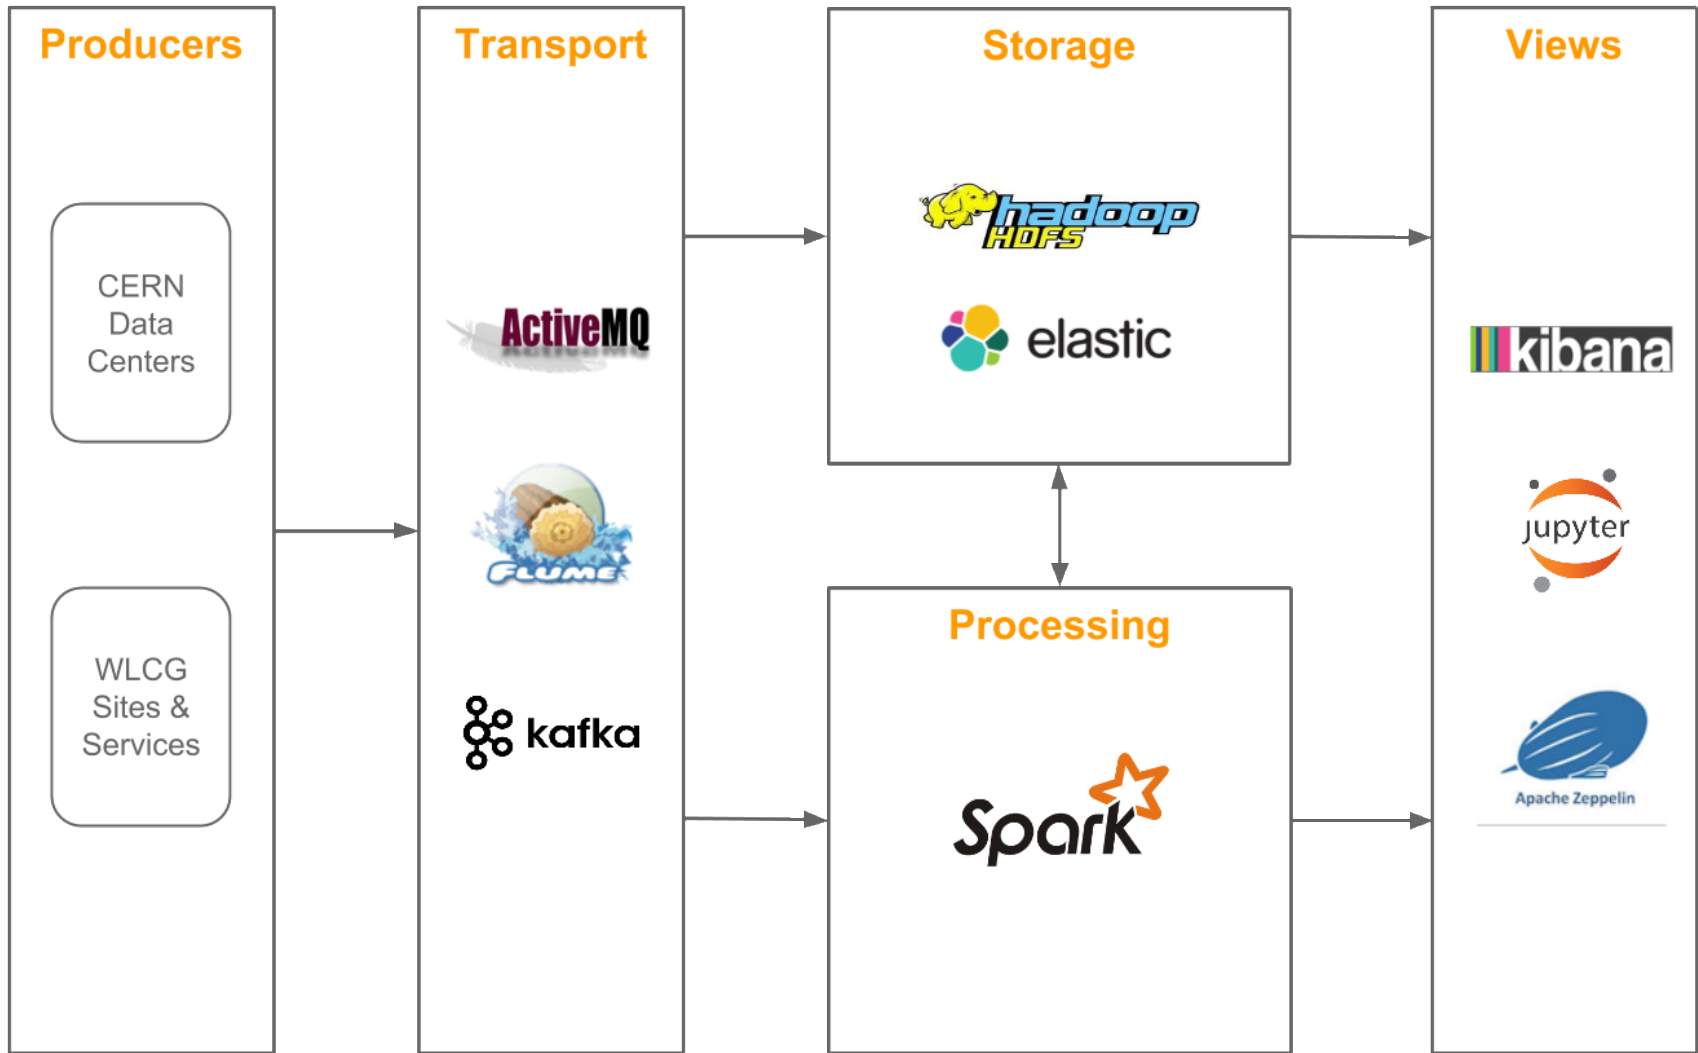 Producers
CERN
Data
Centers
WLCG
Sites &
Services
Transport
ActiveMQ
FLUME
kafka
Storage
hadoop
HDFS
elastic
Processing
Spark
Views
kibana
jupyter
Apache Zeppelin